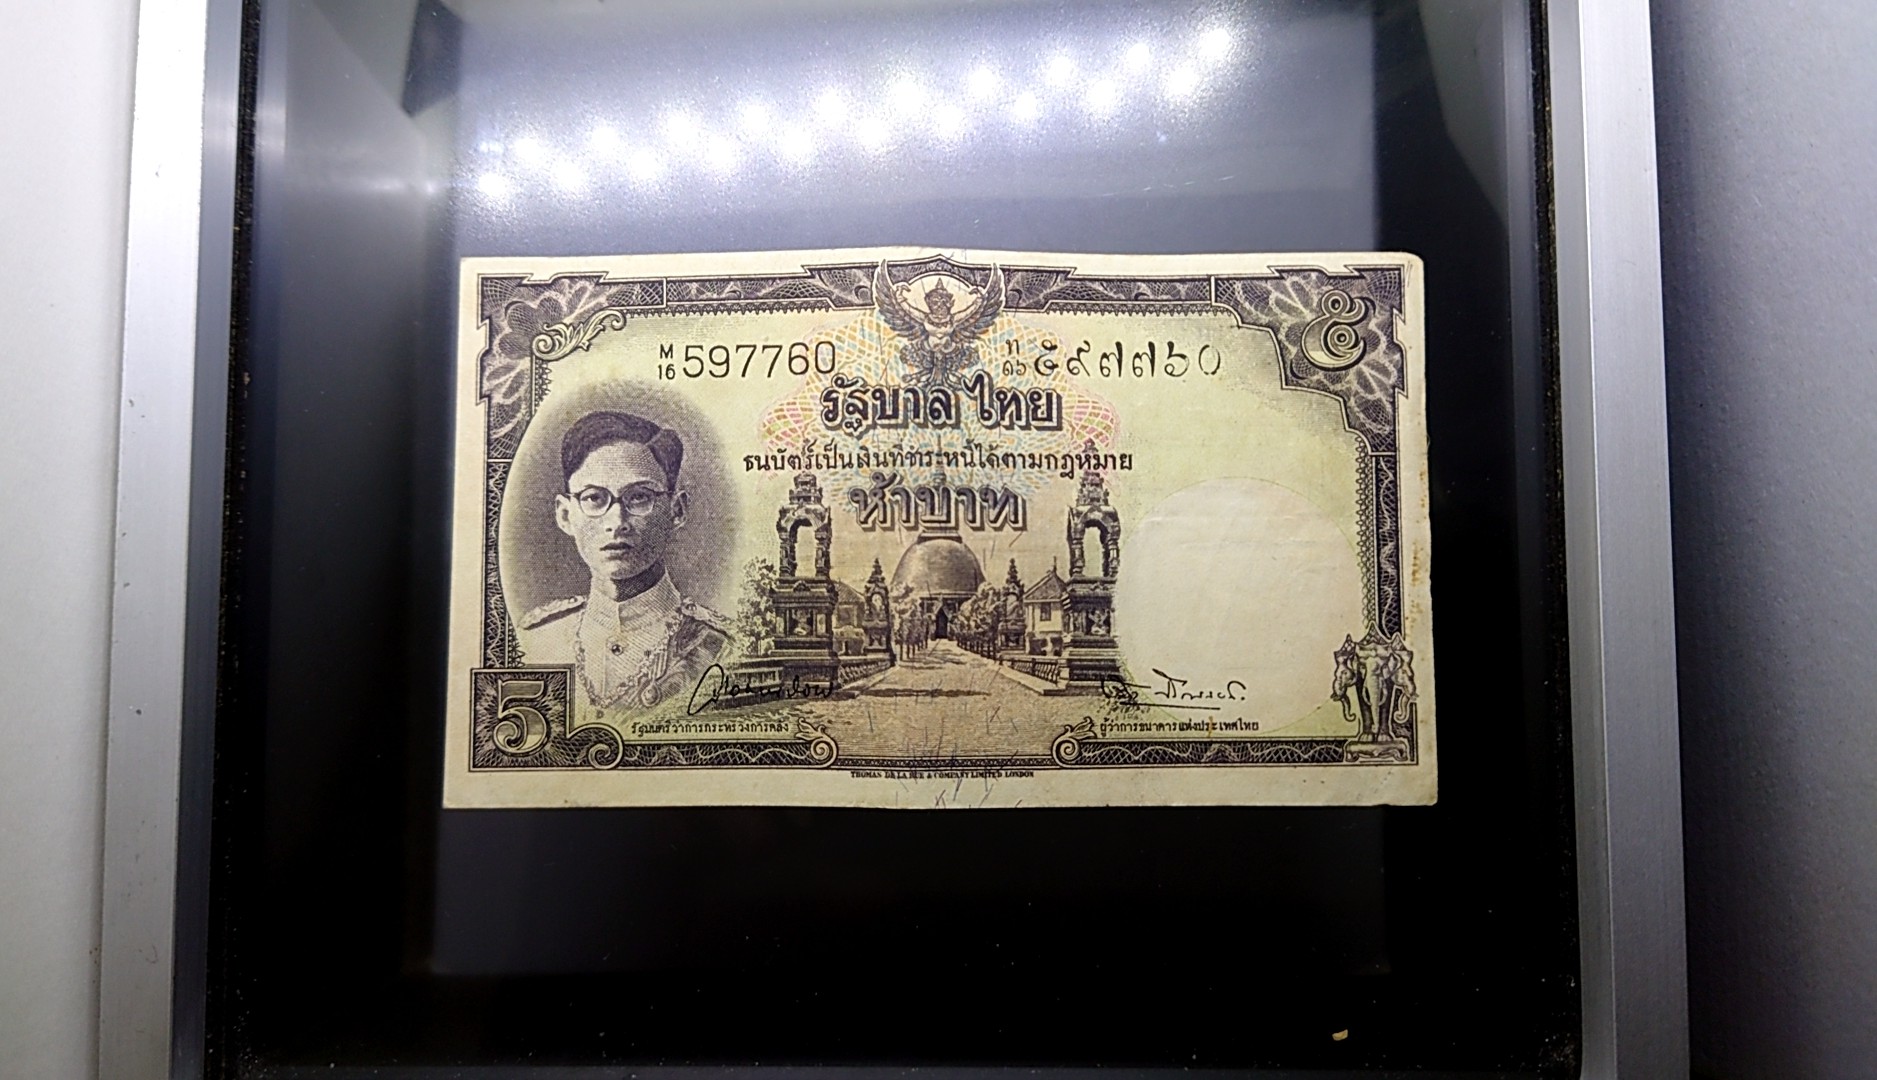 ๕
M/16 597760 ท/๑๖ ๕๙๗๗๖๐
รัฐบาลไทย
ธนบัตร์เป็นเงินที่ชำระหนี้ได้ตามกฎหมาย
ห้าบาท
5
รัฐมนตรีว่าการกระทรวงการคลัง ผู้ว่าการธนาคารแห่งประเทศไทย
THOMAS DE LA RUE & COMPANY LIMITED LONDON